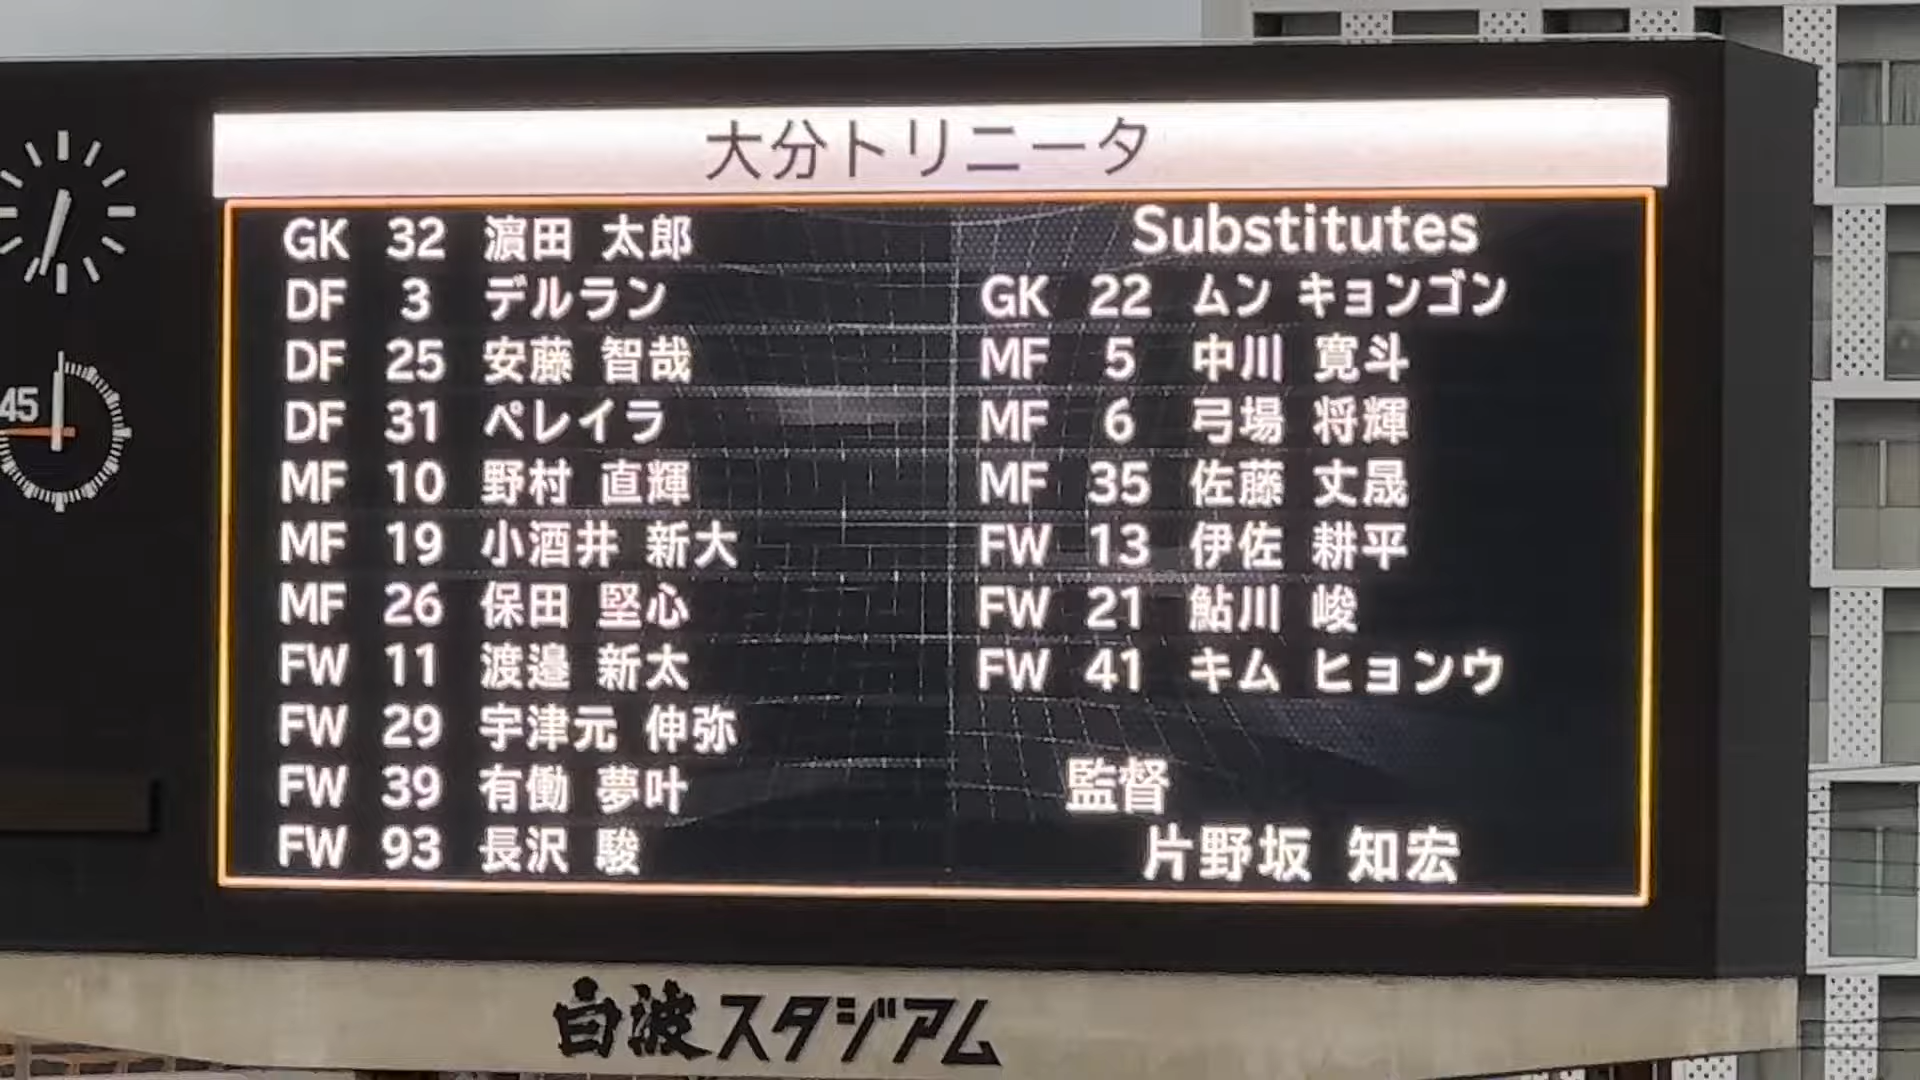 大分トリニータ
GK 32 濵田 太郎
DF 3 デルラン
DF 25 安藤 智哉
DF 31 ペレイラ
MF 10 野村 直輝
MF 19 小酒井 新大
MF 26 保田 堅心
FW 11 渡邉 新太
FW 29 宇津元 伸弥
FW 39 有働 夢叶
FW 93 長沢 駿
Substitutes
GK 22 ムン キョンゴン
MF 5 中川 寛斗
MF 6 弓場 将輝
MF 35 佐藤 丈晟
FW 13 伊佐 耕平
FW 21 鮎川 峻
FW 41 キム ヒョンウ
監督
片野坂 知宏
45
白波スタジアム